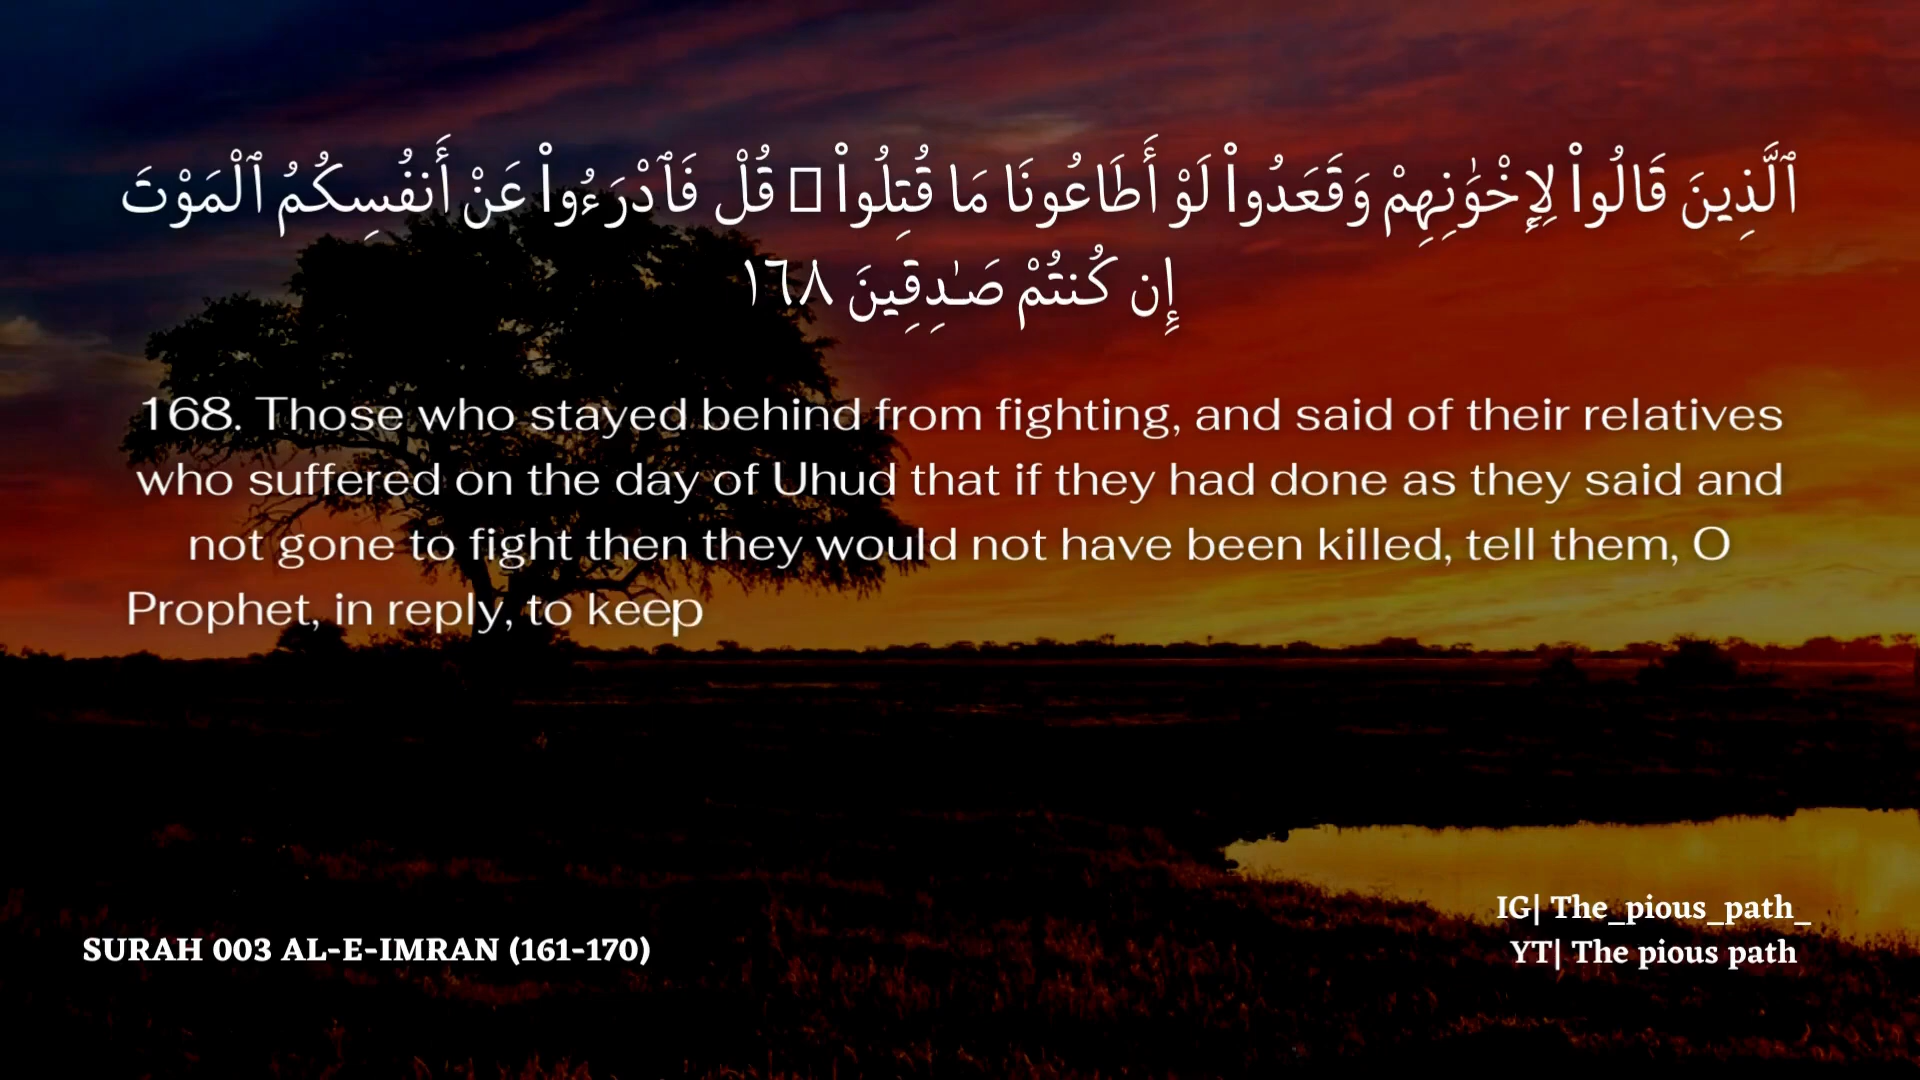 ٱلَّذِينَ قَالُوا۟ لِإِخْوَٰنِهِمْ وَقَعَدُوا۟ لَوْ أَطَاعُونَا مَا قُتِلُوا۟ ▯ قُلْ فَٱدْرَءُوا۟ عَنْ أَنفُسِكُمُ ٱلْمَوْتَ
إِن كُنتُمْ صَـٰدِقِينَ ١٦٨
168. Those who stayed behind from fighting, and said of their relatives
who suffered on the day of Uhud that if they had done as they said and
not gone to fight then they would not have been killed, tell them, O
Prophet, in reply, to keep
SURAH 003 AL-E-IMRAN (161-170)
IG| The_pious_path_
YT| The pious path